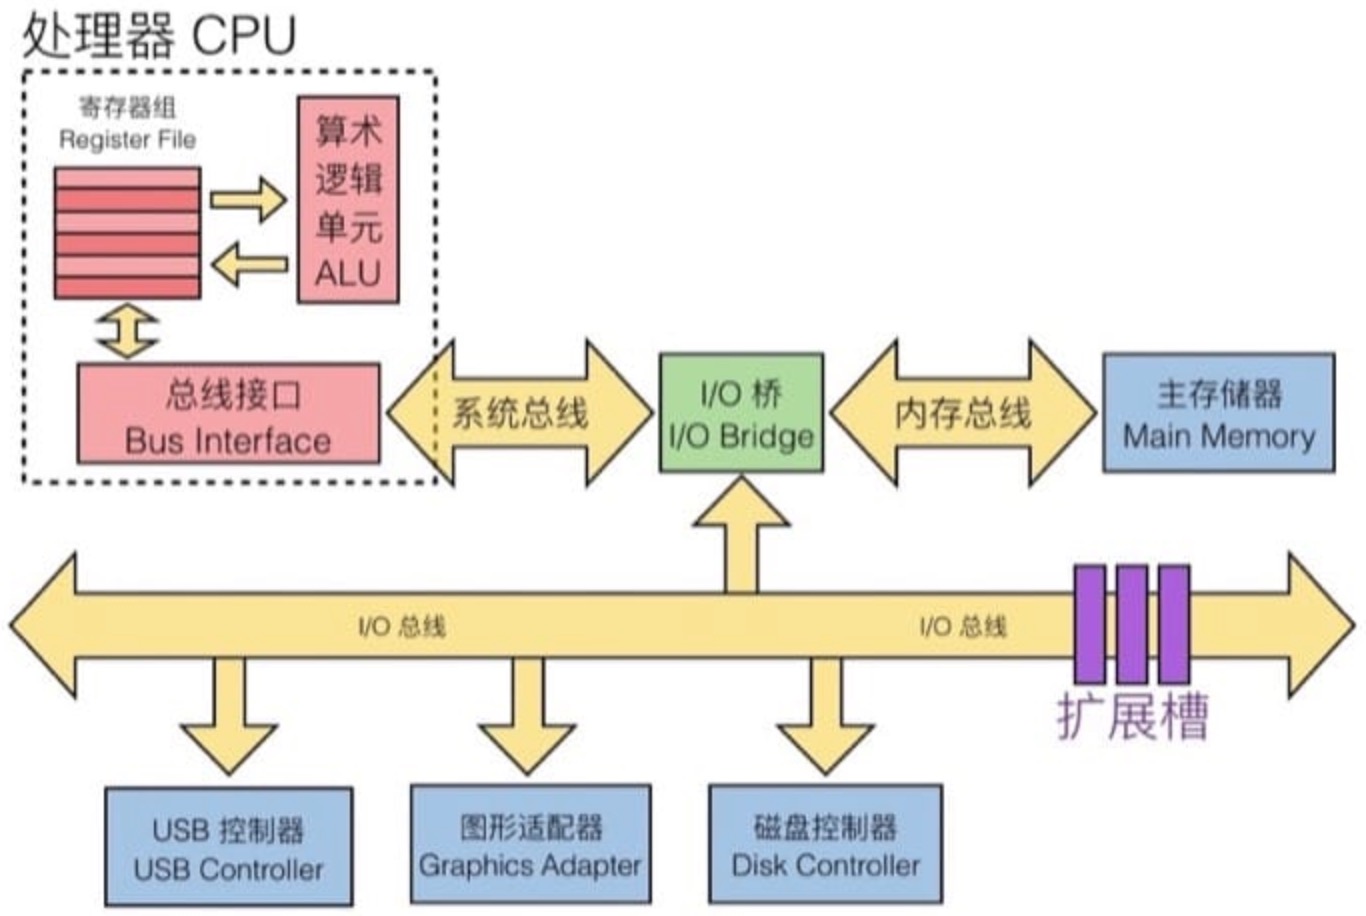 处理器 CPU
寄存器组
Register File
算术
逻辑
单元
ALU
总线接口
Bus Interface
系统总线
I/O 桥
I/O Bridge
内存总线
主存储器
Main Memory
I/O 总线
I/O 总线
扩展槽
USB 控制器
USB Controller
图形适配器
Graphics Adapter
磁盘控制器
Disk Controller